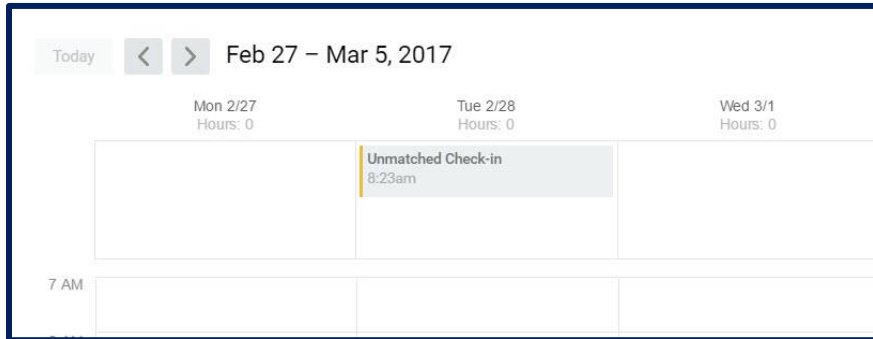 Today < > Feb 27 – Mar 5, 2017
Mon 2/27 Tue 2/28 Wed 3/1
Hours: 0 Hours: 0 Hours: 0
Unmatched Check-in
8:23am
7 AM